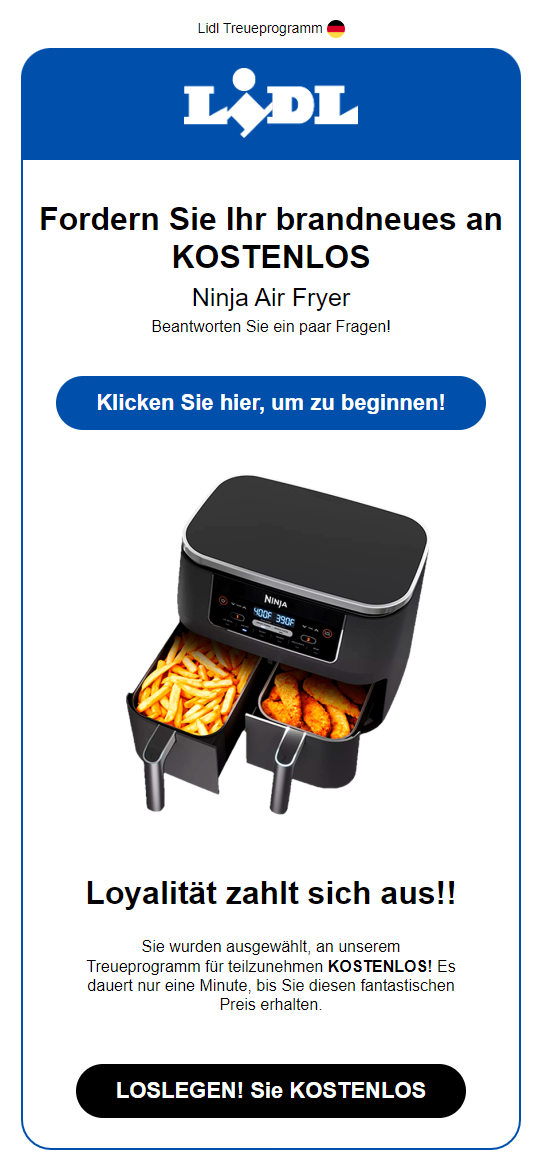 Lidl Treueprogramm
LIDL
Fordern Sie Ihr brandneues an
KOSTENLOS
Ninja Air Fryer
Beantworten Sie ein paar Fragen!
Klicken Sie hier, um zu beginnen!
NINJA
400F 390F
Loyalität zahlt sich aus!!
Sie wurden ausgewählt, an unserem
Treueprogramm für teilzunehmen KOSTENLOS! Es
dauert nur eine Minute, bis Sie diesen fantastischen
Preis erhalten.
LOSLEGEN! Sie KOSTENLOS